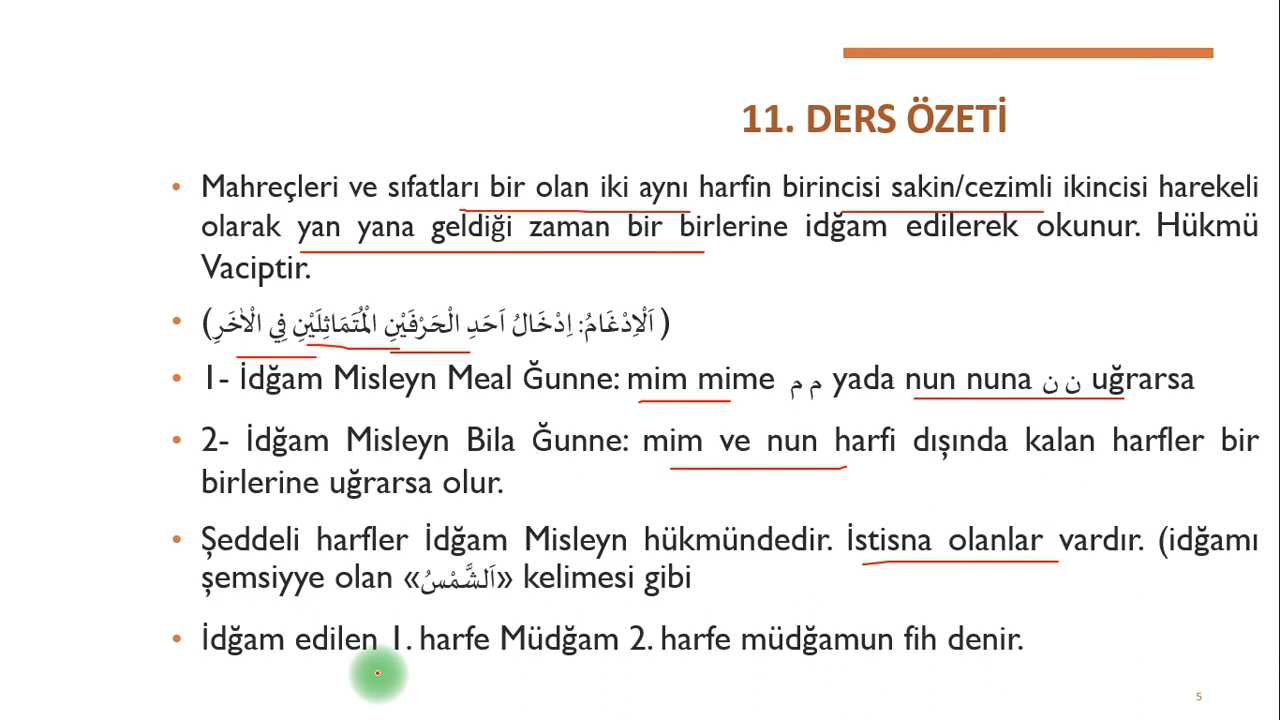 11. DERS ÖZETİ
• Mahreçleri ve sıfatları bir olan iki aynı harfin birincisi sakin/cezimli ikincisi harekeli
olarak yan yana geldiği zaman bir birlerine idğam edilerek okunur. Hükmü
Vaciptir.
• (اَلْاِدْغَامُ: اِدْخَالُ اَحَدِ الْحَرْفَيْنِ الْمُتَمَاثِلَيْنِ فِي الْاٰخَرِ)
• 1- İdğam Misleyn Meal Ğunne: mim mime م م yada nun nuna ن ن uğrarsa
• 2- İdğam Misleyn Bila Ğunne: mim ve nun harfi dışında kalan harfler bir
birlerine uğrarsa olur.
• Şeddeli harfler İdğam Misleyn hükmündedir. İstisna olanlar vardır. (idğamı
şemsiyye olan «اَلشَّمْسُ» kelimesi gibi
• İdğam edilen 1. harfe Müdğam 2. harfe müdğamun fih denir.
5